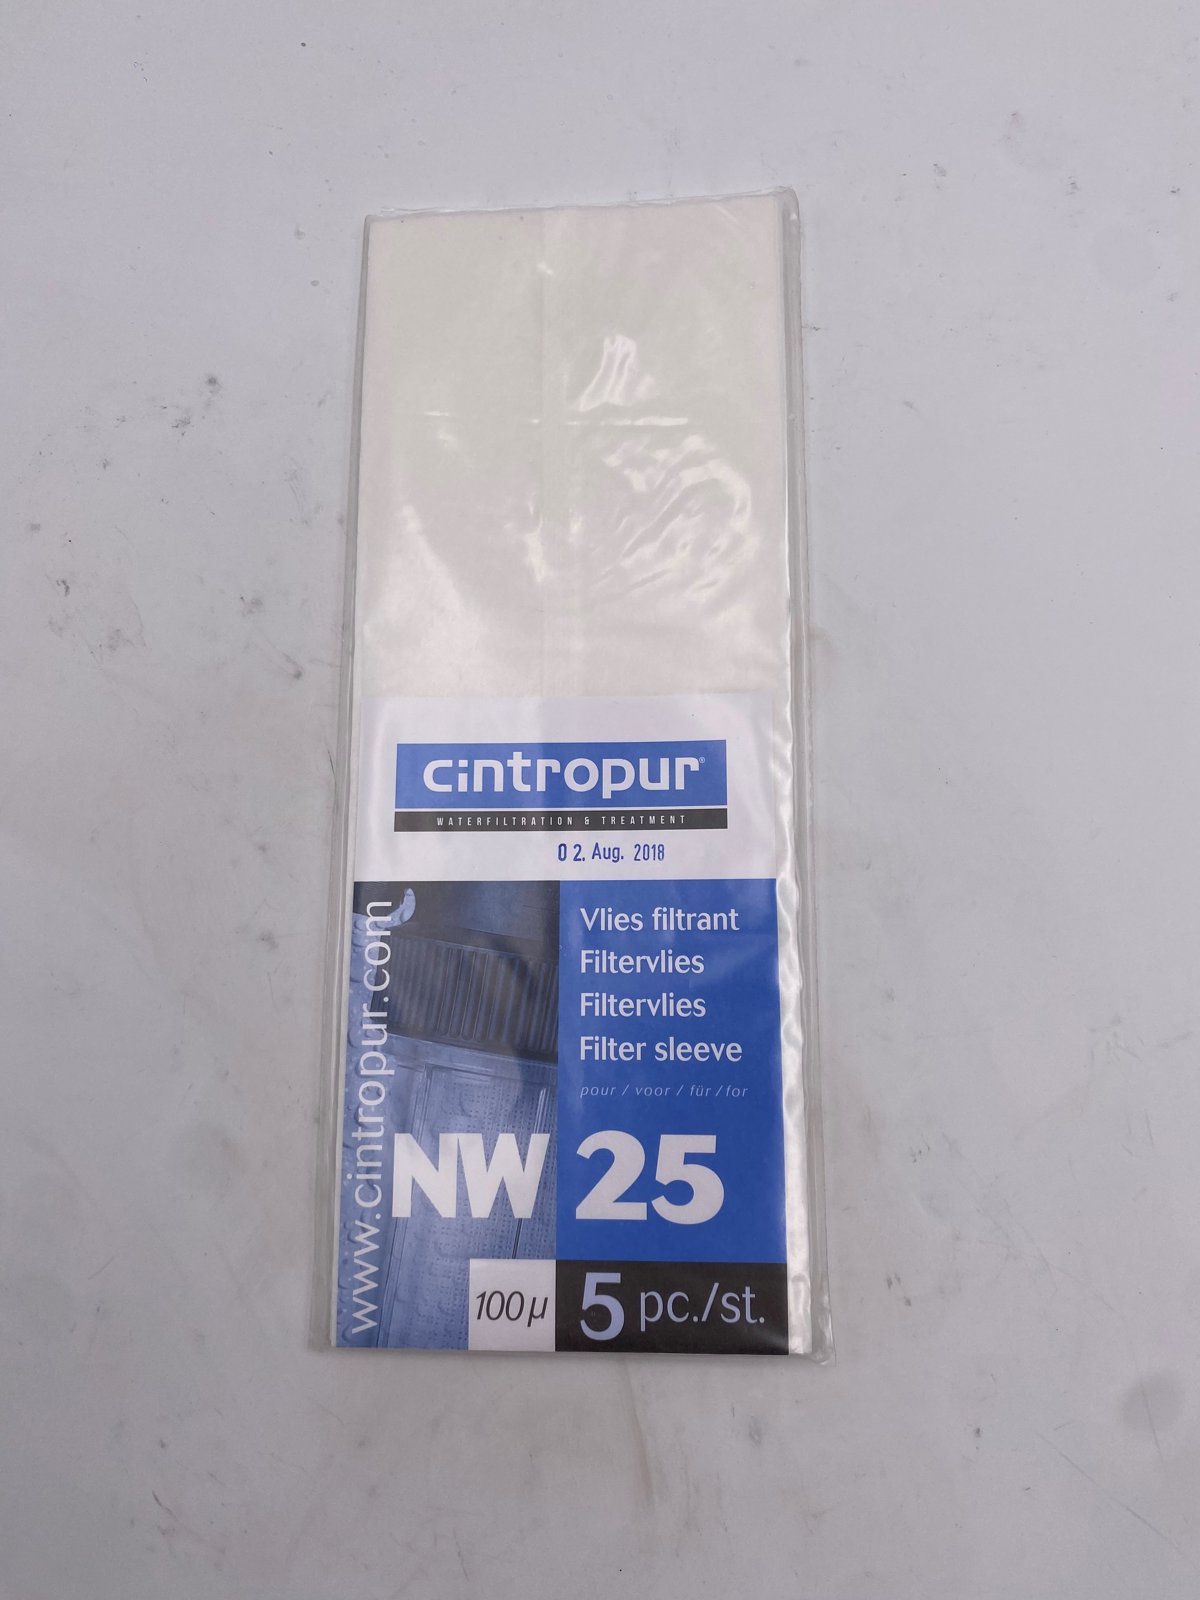 cintropur®
WATERFILTRATION & TREATMENT
02. Aug. 2018
www.cintropur.com
Vlies filtrant
Filtervlies
Filtervlies
Filter sleeve
pour / voor / für / for
NW 25
100 µ
5 pc./st.